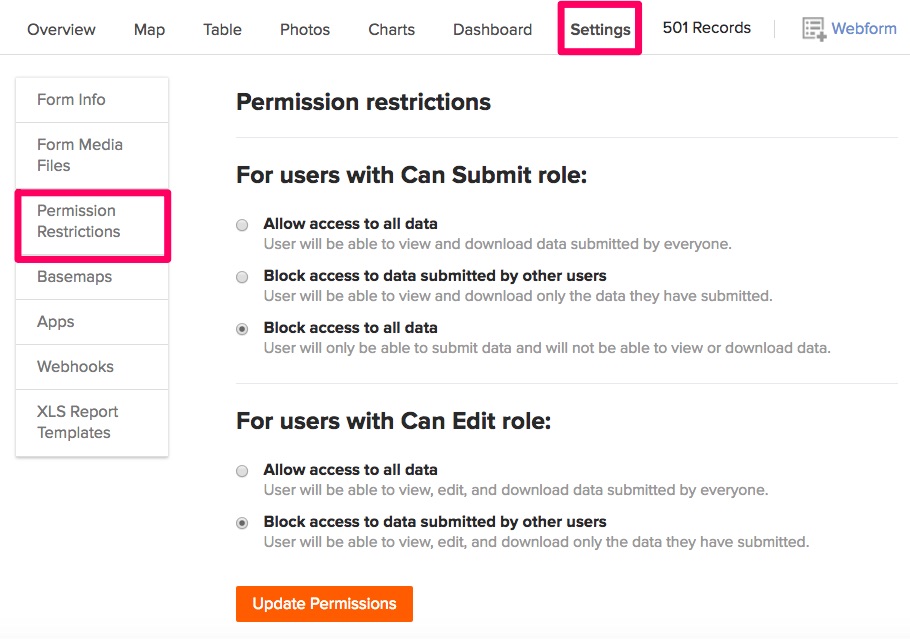 Overview Map Table Photos Charts Dashboard Settings 501 Records Webform
Form Info
Form Media
Files
Permission
Restrictions
Basemaps
Apps
Webhooks
XLS Report
Templates
Permission restrictions
For users with Can Submit role:
Allow access to all data
User will be able to view and download data submitted by everyone.
Block access to data submitted by other users
User will be able to view and download only the data they have submitted.
Block access to all data
User will only be able to submit data and will not be able to view or download data.
For users with Can Edit role:
Allow access to all data
User will be able to view, edit, and download data submitted by everyone.
Block access to data submitted by other users
User will be able to view, edit, and download only the data they have submitted.
Update Permissions